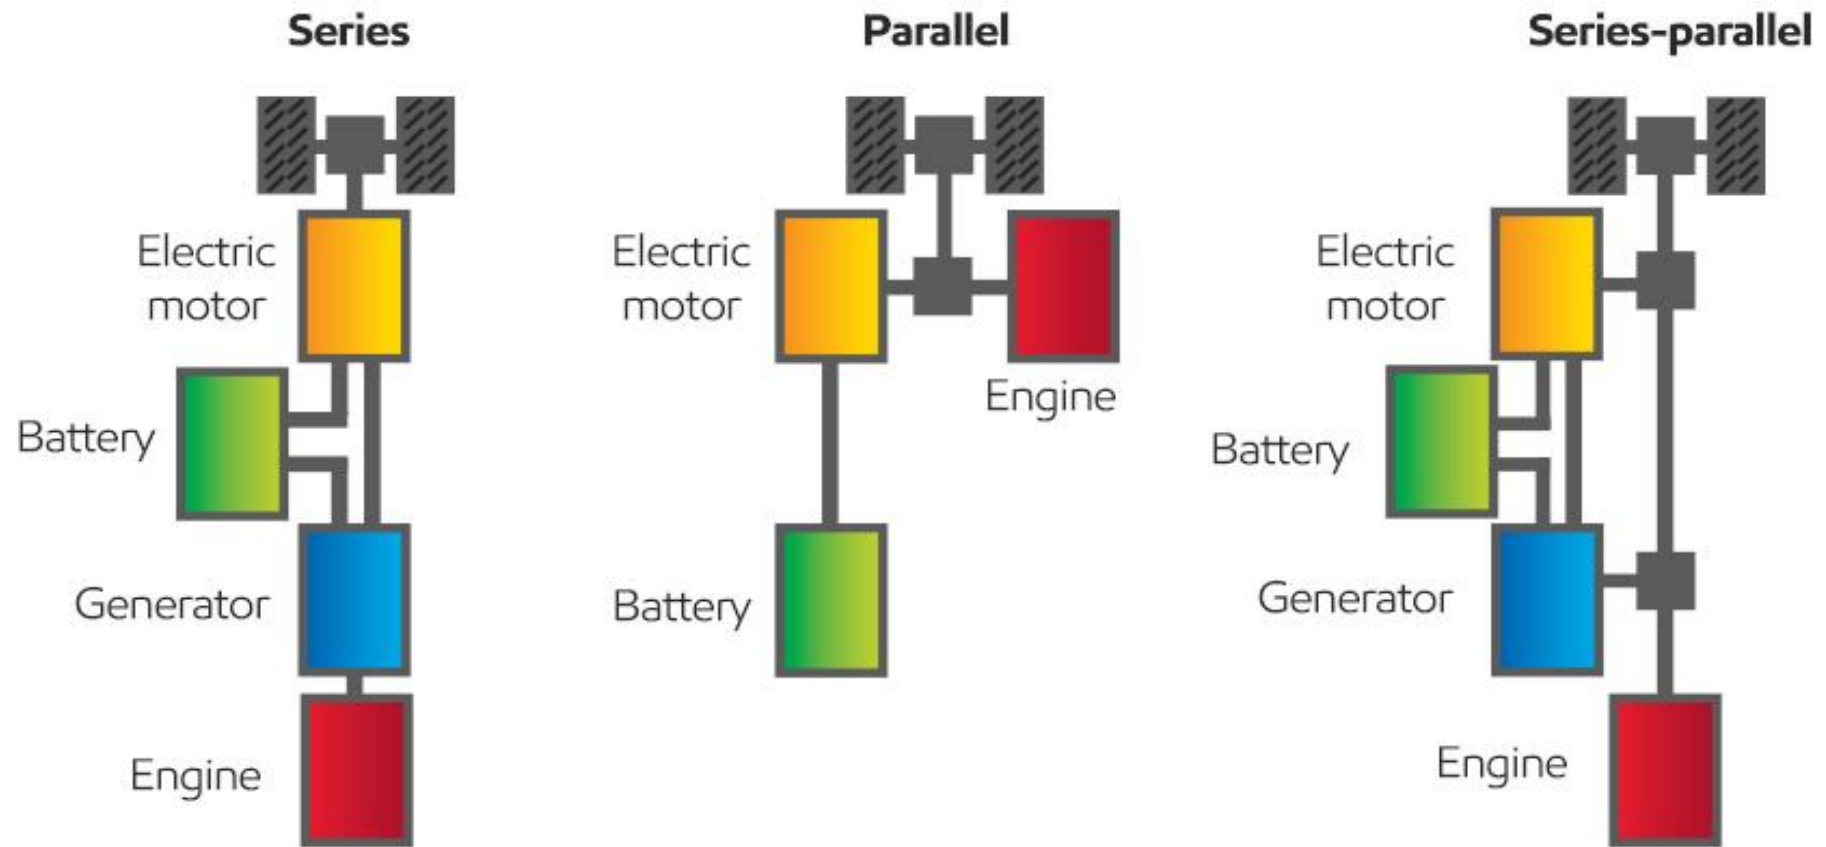 Series
Electric
motor
Battery
Generator
Engine
Parallel
Electric
motor
Engine
Battery
Series-parallel
Electric
motor
Battery
Generator
Engine